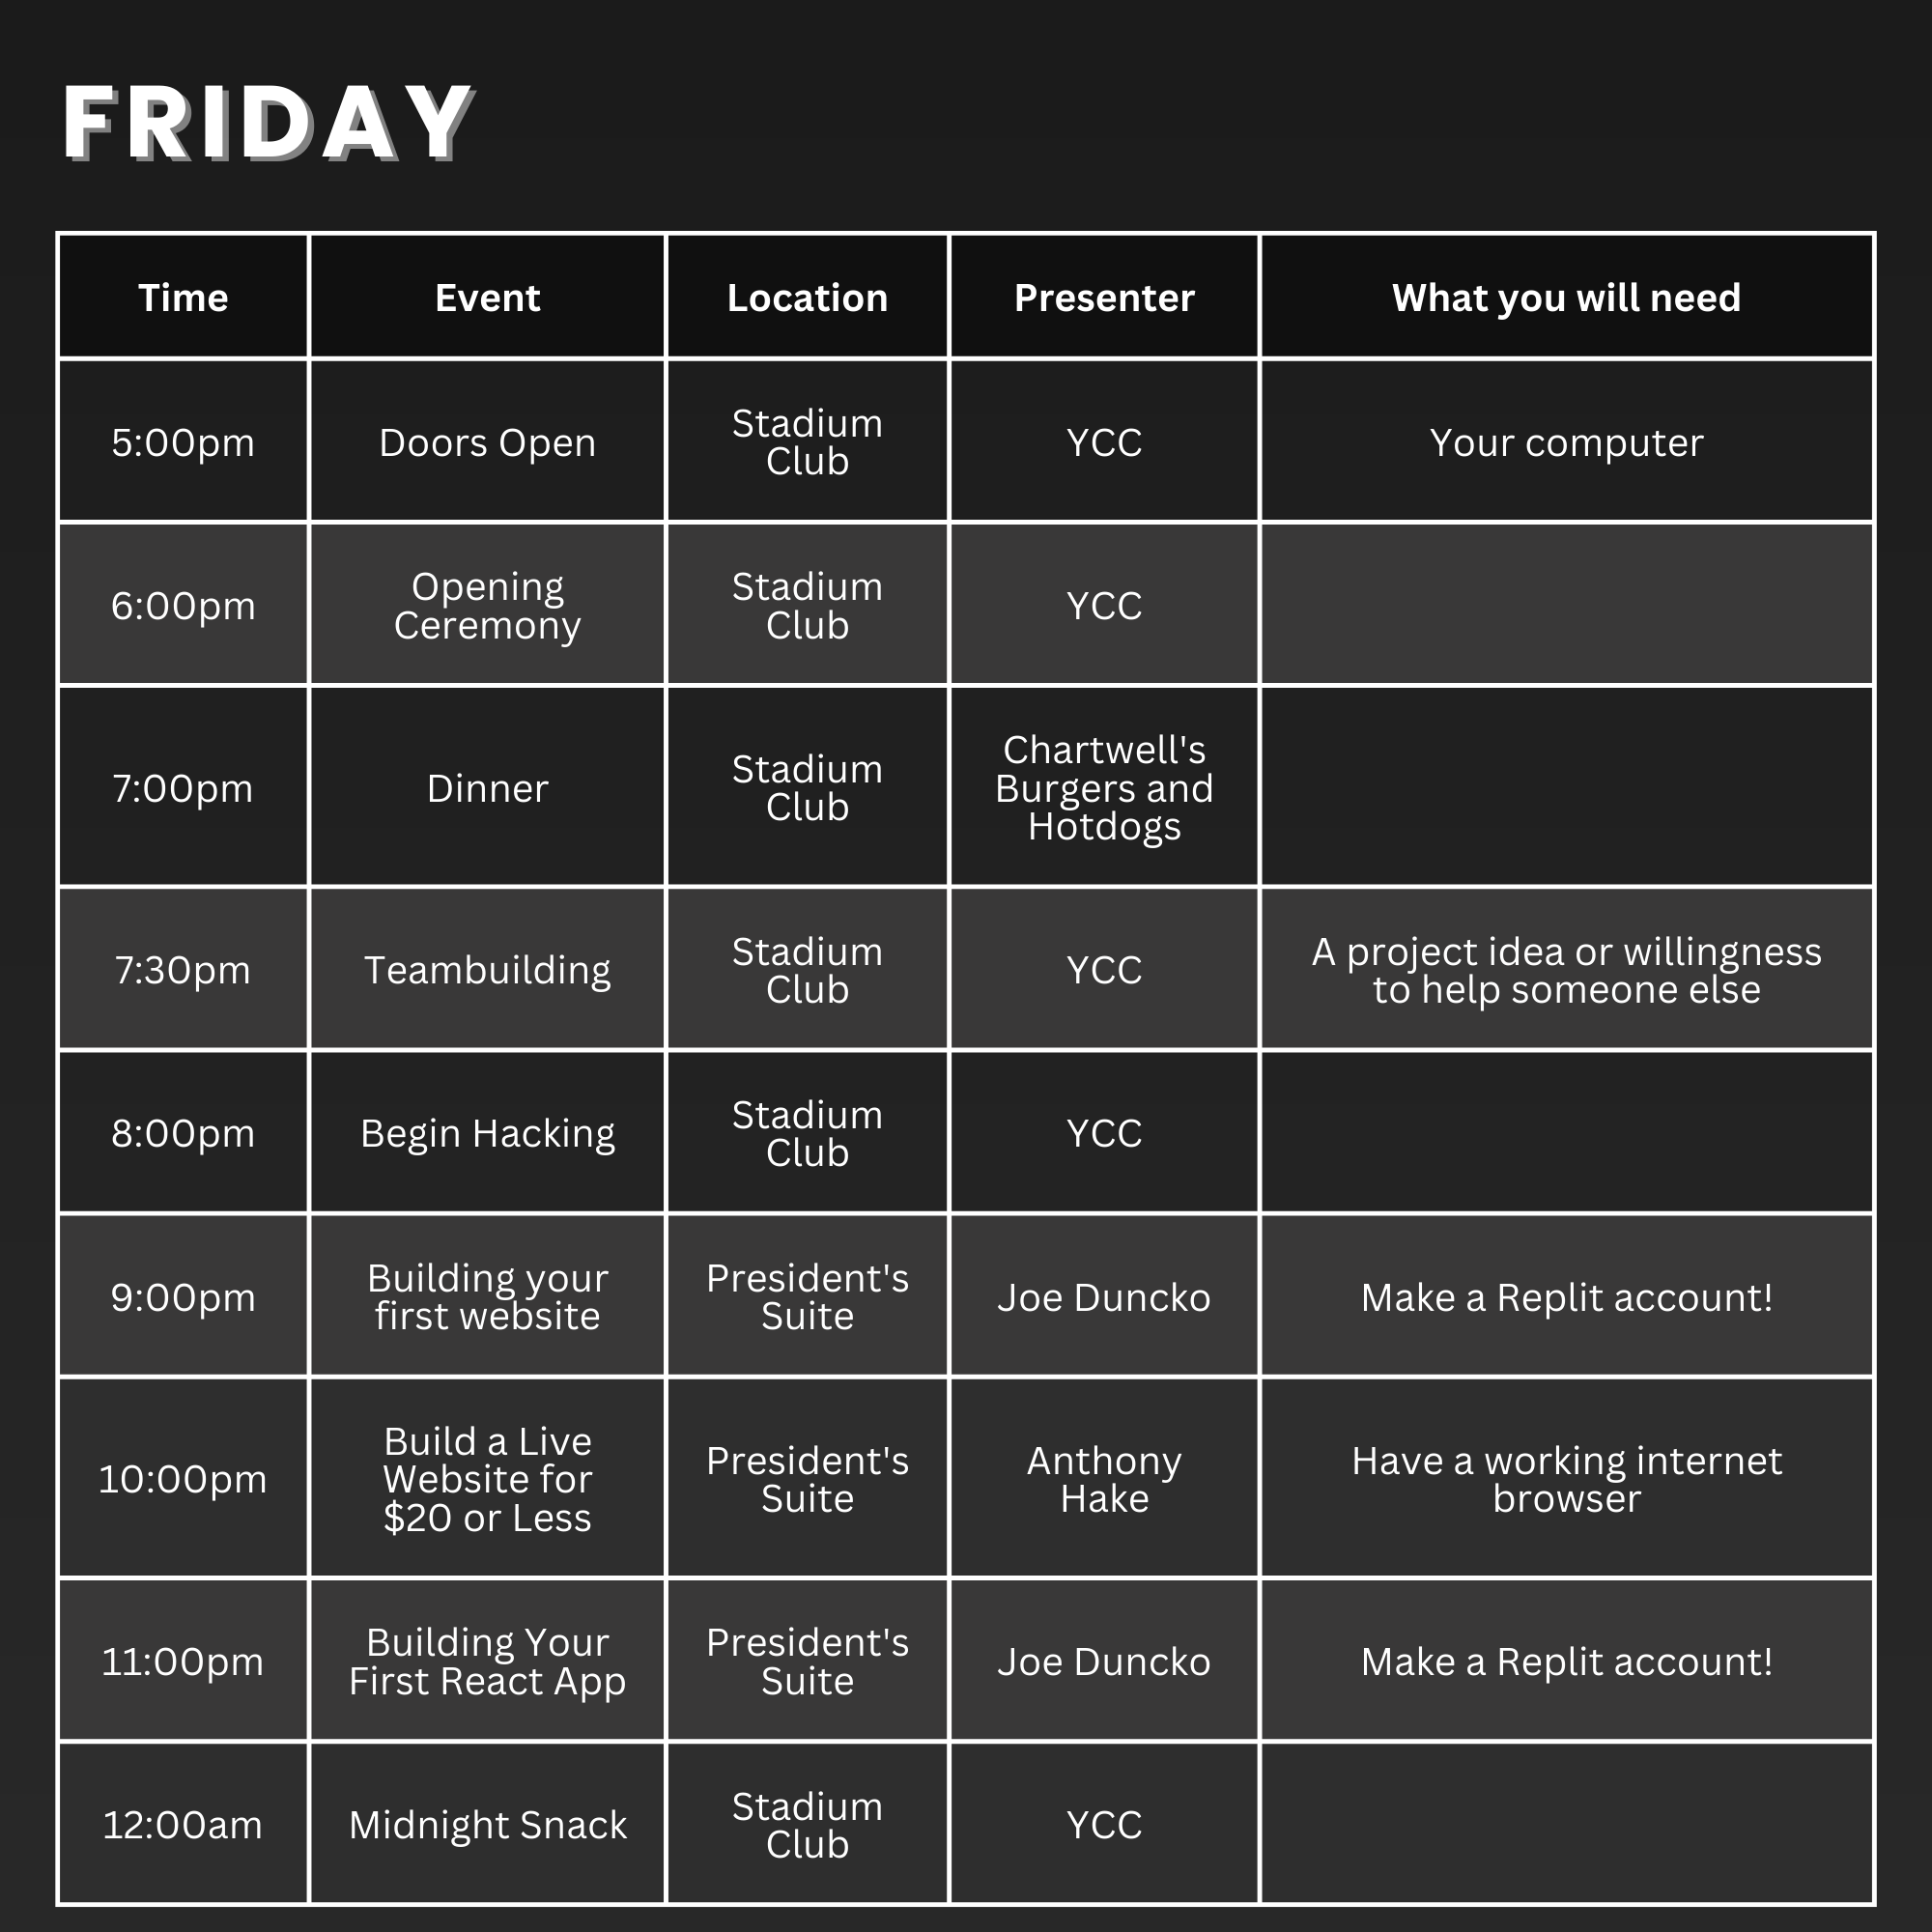 FRIDAY
Time Event Location Presenter What you will need
5:00pm Doors Open Stadium Club YCC Your computer
6:00pm Opening Ceremony Stadium Club YCC
7:00pm Dinner Stadium Club Chartwell's Burgers and Hotdogs
7:30pm Teambuilding Stadium Club YCC A project idea or willingness to help someone else
8:00pm Begin Hacking Stadium Club YCC
9:00pm Building your first website President's Suite Joe Duncko Make a Replit account!
10:00pm Build a Live Website for $20 or Less President's Suite Anthony Hake Have a working internet browser
11:00pm Building Your First React App President's Suite Joe Duncko Make a Replit account!
12:00am Midnight Snack Stadium Club YCC